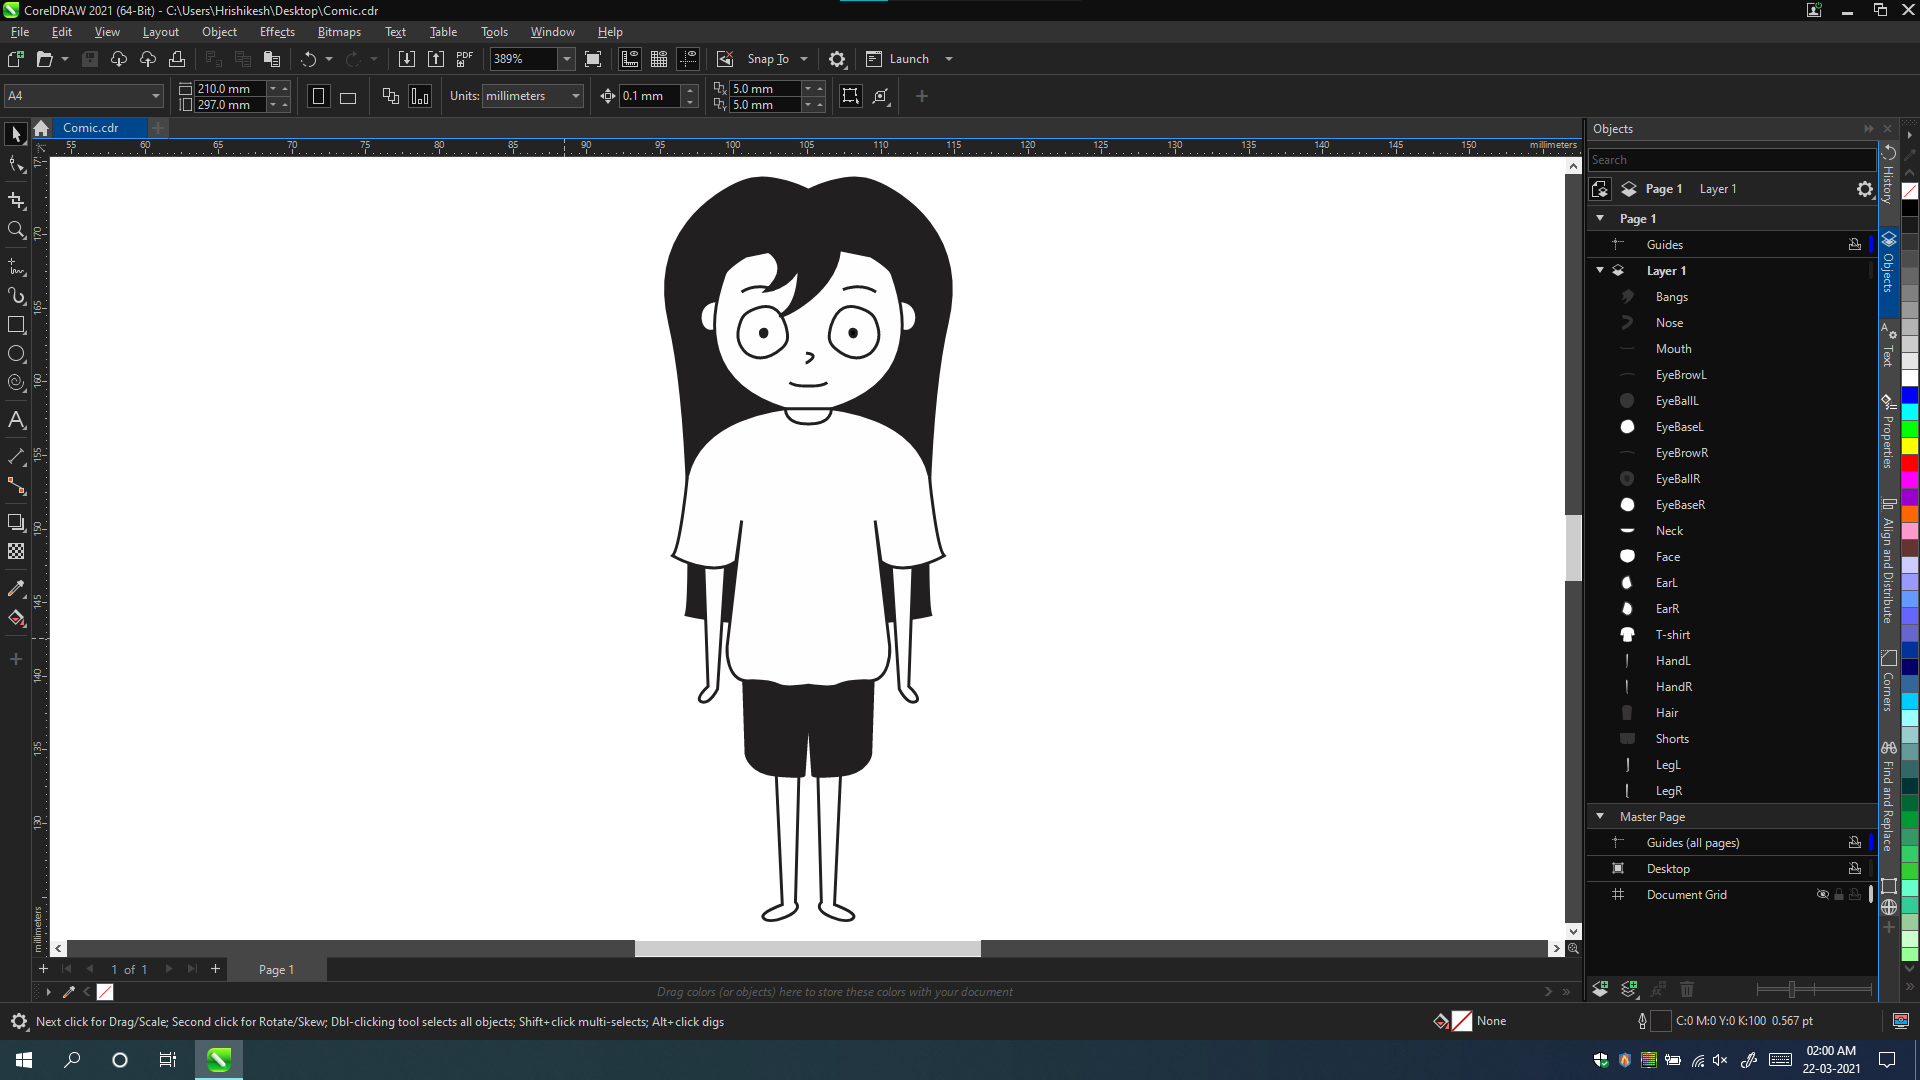 CorelDRAW 2021 (64-Bit) - C:\Users\Hrishikesh\Desktop\Comic.cdr
File Edit View Layout Object Effects Bitmaps Text Table Tools Window Help
PDF 389% Snap To Launch
A4 210.0 mm 297.0 mm Units: millimeters 0.1 mm 5.0 mm 5.0 mm
Comic.cdr
55 60 65 70 75 80 85 90 95 100 105 110 115 120 125 130 135 140 145 150 millimeters
170
165
160
155
150
145
140
135
130
millimeters
Objects
Search
Page 1 Layer 1
Page 1
Guides
Layer 1
Bangs
Nose
Mouth
EyeBrowL
EyeBallL
EyeBaseL
EyeBrowR
EyeBallR
EyeBaseR
Neck
Face
EarL
EarR
T-shirt
HandL
HandR
Hair
Shorts
LegL
LegR
Master Page
Guides (all pages)
Desktop
Document Grid
History
Objects
Text
Properties
Align and Distribute
Corners
Find and Replace
1 of 1 Page 1
Drag colors (or objects) here to store these colors with your document
Next click for Drag/Scale; Second click for Rotate/Skew; Dbl-clicking tool selects all objects; Shift+click multi-selects; Alt+click digs
None
C:0 M:0 Y:0 K:100 0.567 pt
02:00 AM
22-03-2021